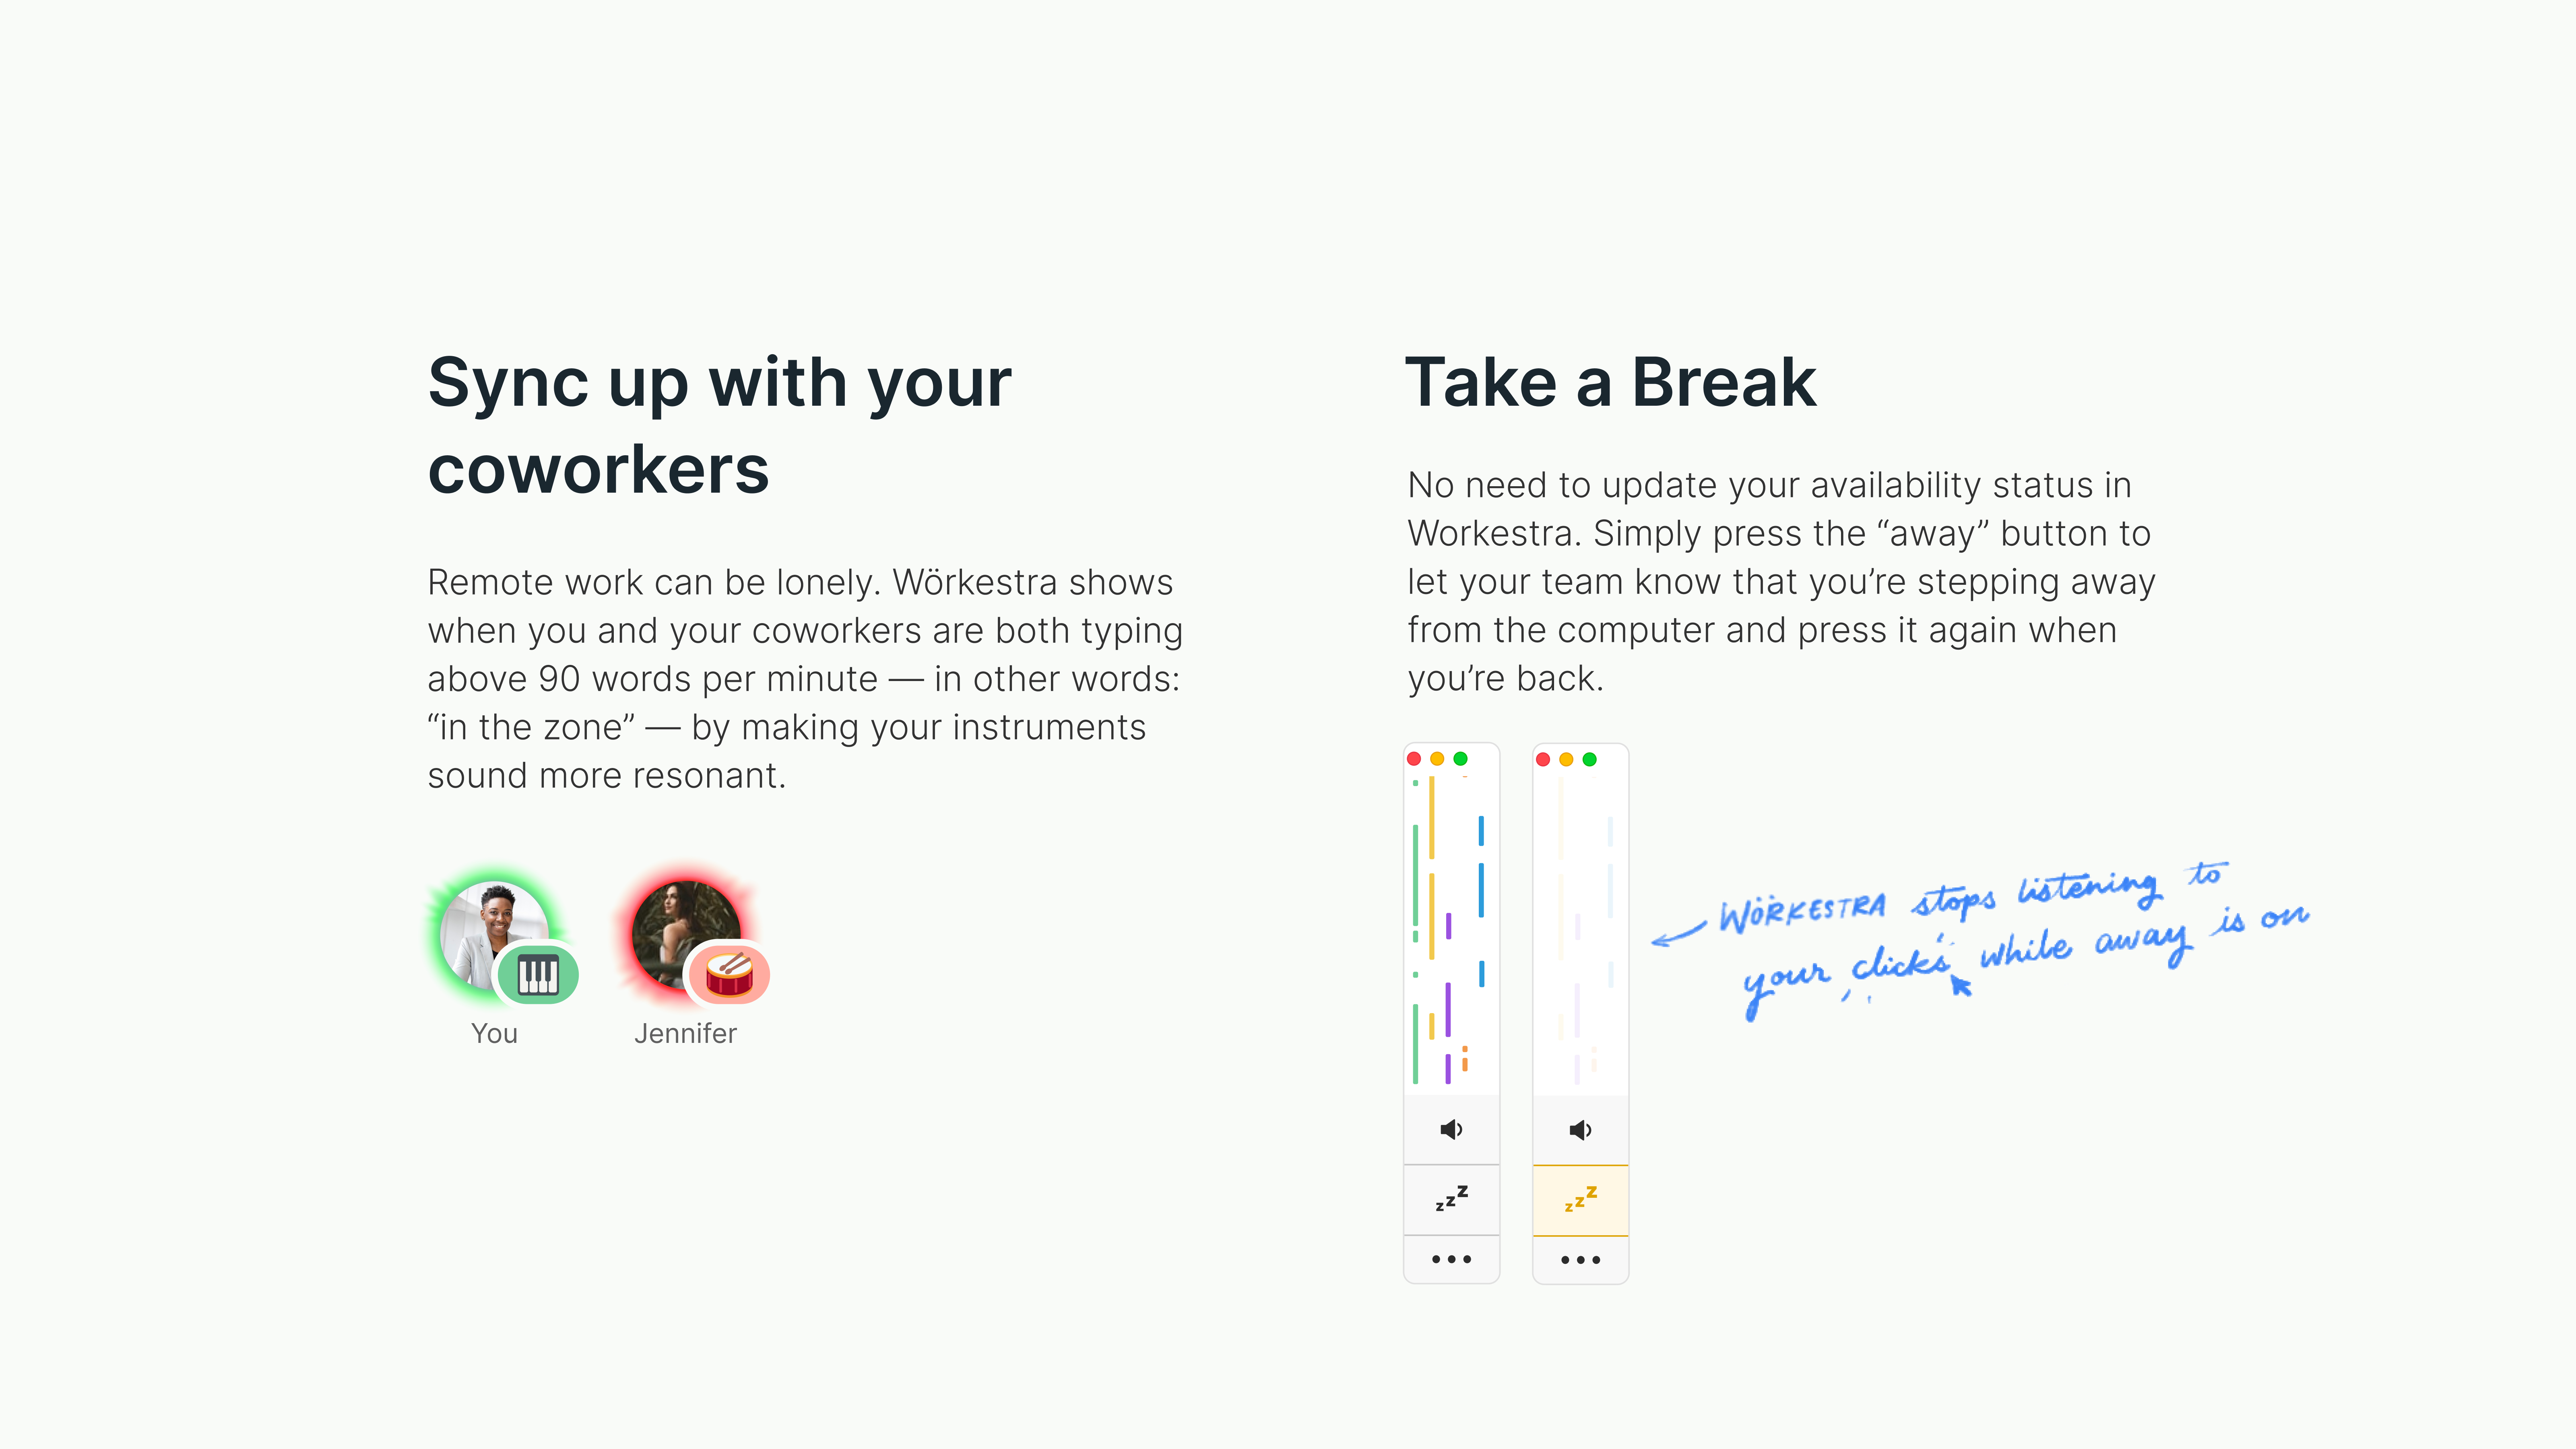 Sync up with your
coworkers
Remote work can be lonely. Wörkestra shows
when you and your coworkers are both typing
above 90 words per minute — in other words:
“in the zone” — by making your instruments
sound more resonant.
You
Jennifer
Take a Break
No need to update your availability status in
Workestra. Simply press the “away” button to
let your team know that you’re stepping away
from the computer and press it again when
you’re back.
WÖRKESTRA stops listening to
your clicks while away is on
zzz
zzz